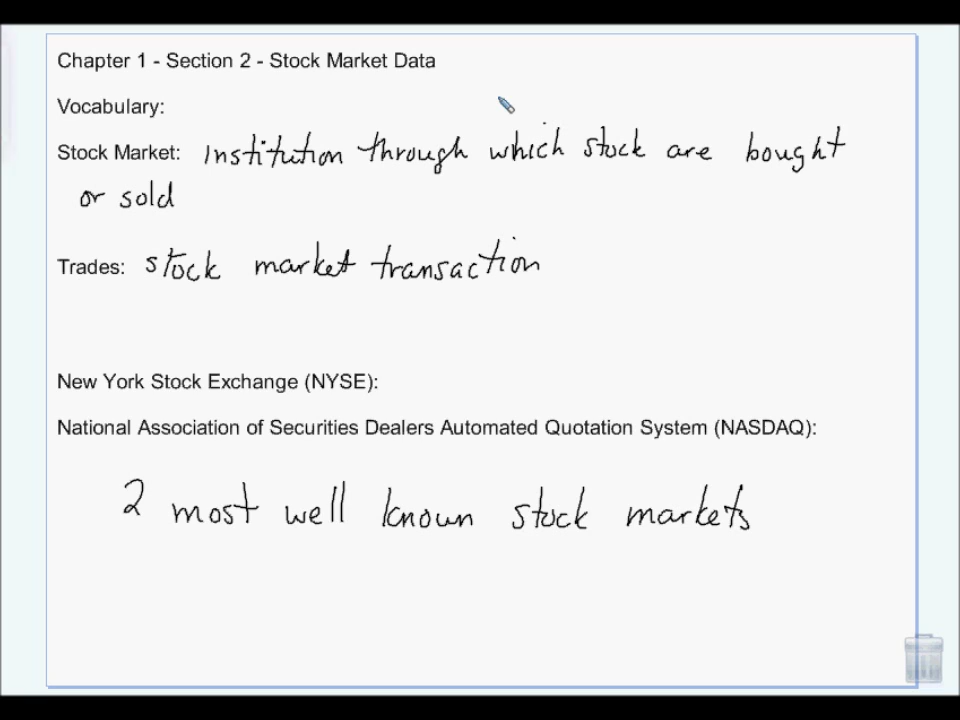 Chapter 1 - Section 2 - Stock Market Data
Vocabulary:
Stock Market: Institution through which stock are bought
or sold
Trades: stock market transaction
New York Stock Exchange (NYSE):
National Association of Securities Dealers Automated Quotation System (NASDAQ):
2 most well known stock markets